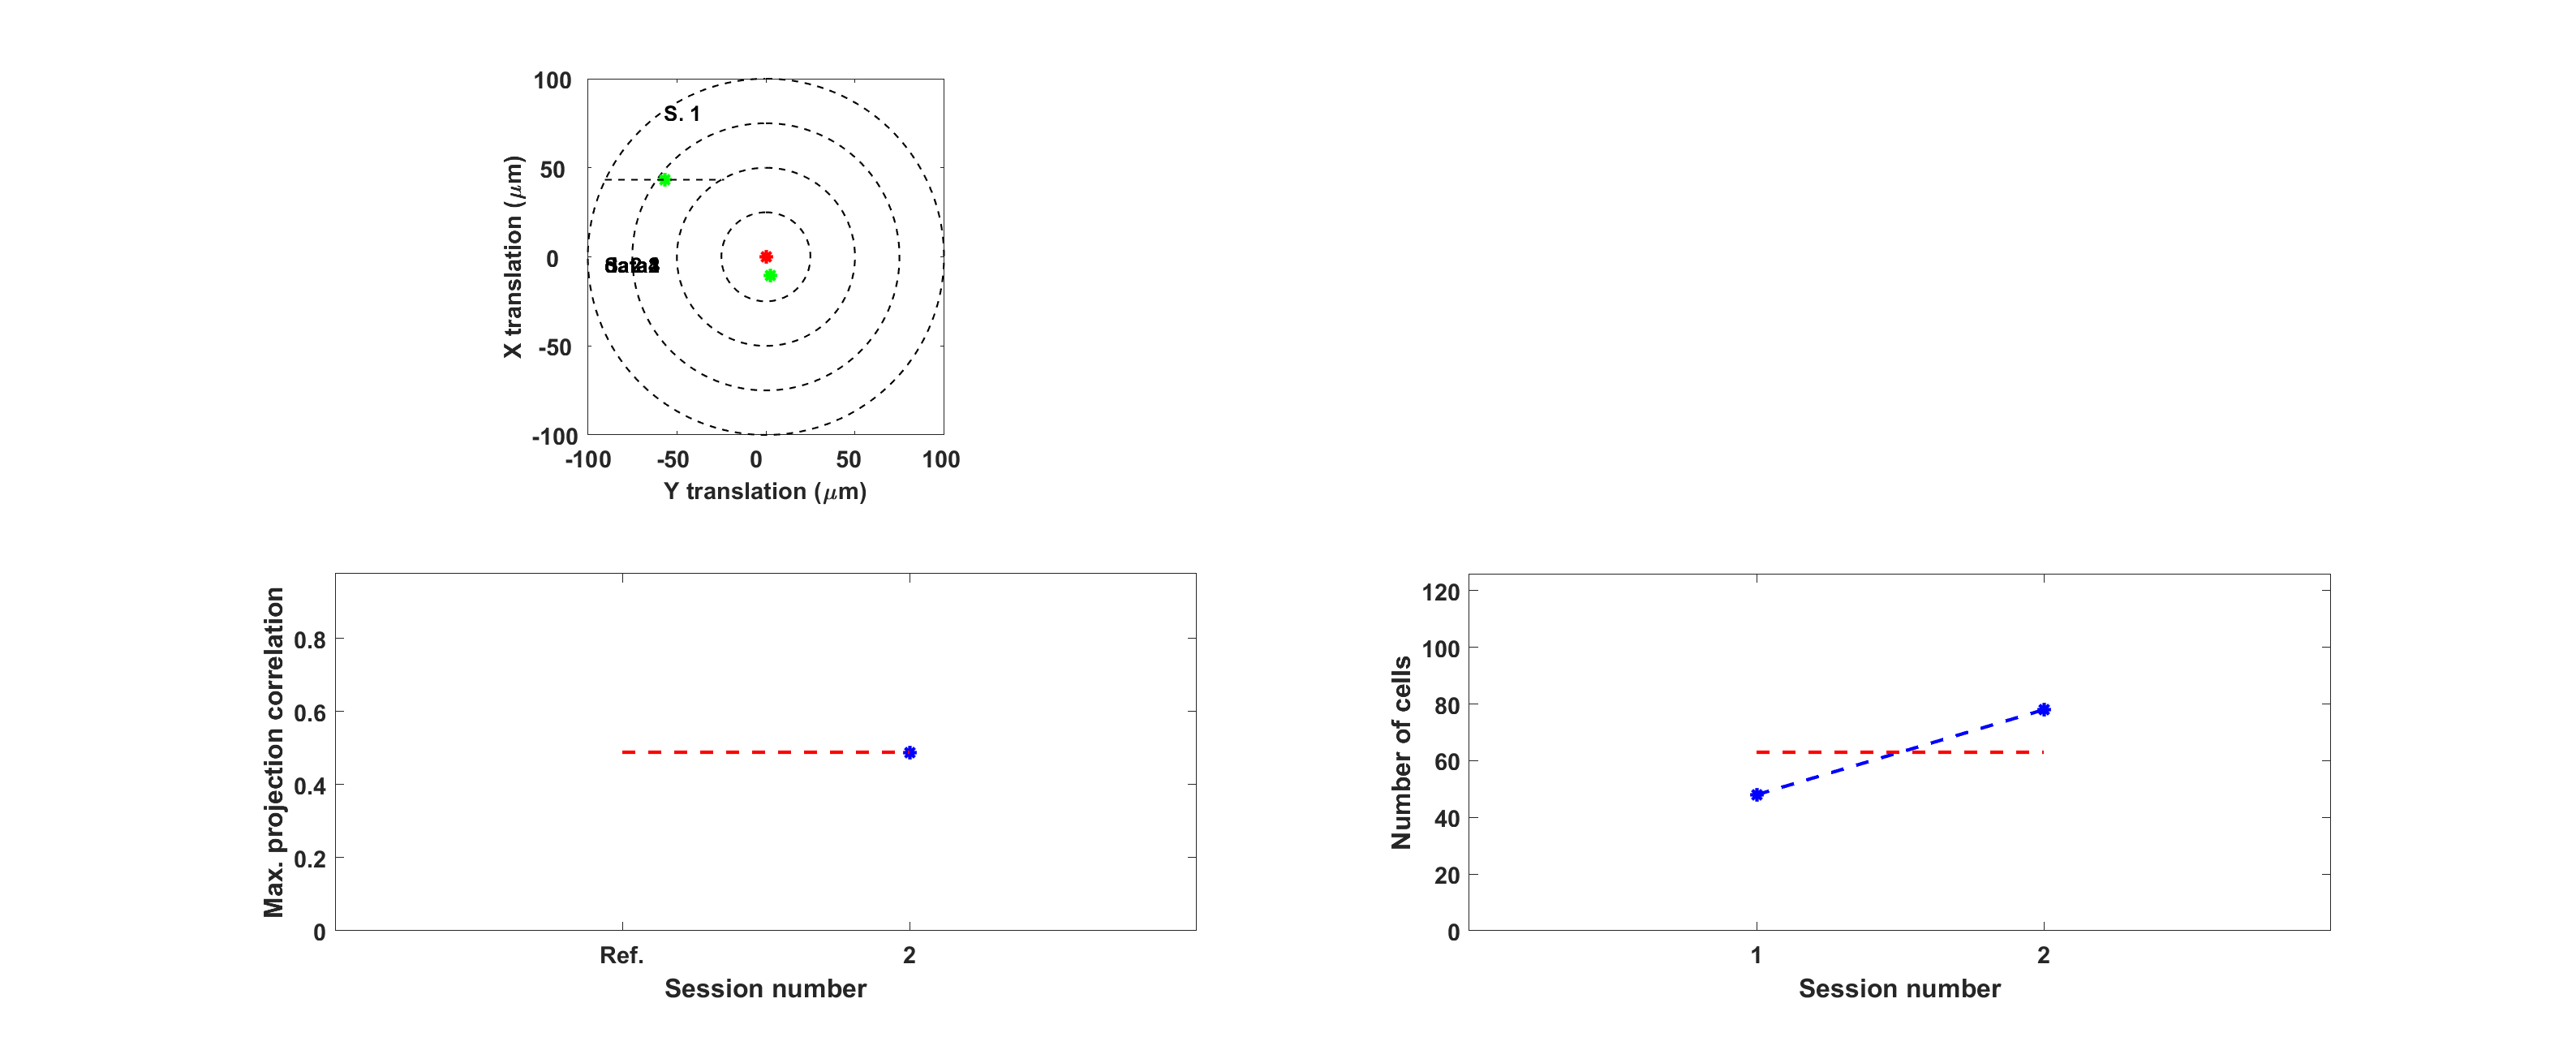 100
50
0
-50
-100
X translation (μm)
S. 1
-100 -50 0 50 100
Y translation (μm)
Max. projection correlation
0.8
0.6
0.4
0.2
0
Ref. 2
Session number
Number of cells
120
100
80
60
40
20
0
1 2
Session number